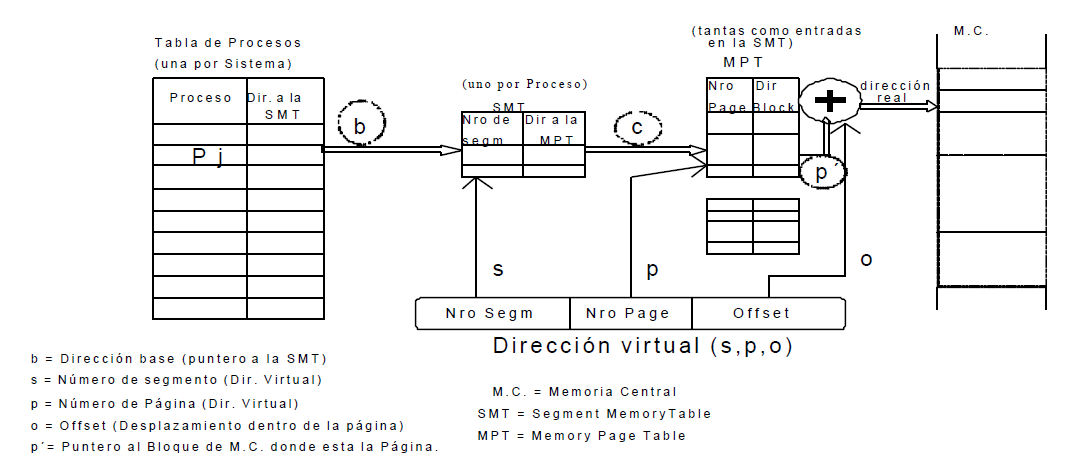 Tabla de Procesos
(una por Sistema)
Proceso
Dir. a la
SMT
P j
b
(uno por Proceso)
SMT
Nro de
segm
Dir a la
MPT
c
(tantas como entradas
en la SMT)
MPT
Nro
Page
Dir
Block
+
p´
dirección
real
M.C.
s
p
o
Nro Segm
Nro Page
Offset
Dirección virtual (s,p,o)
b = Dirección base (puntero a la SMT)
s = Número de segmento (Dir. Virtual)
p = Número de Página (Dir. Virtual)
o = Offset (Desplazamiento dentro de la página)
p´= Puntero al Bloque de M.C. donde esta la Página.
M.C. = Memoria Central
SMT = Segment MemoryTable
MPT = Memory Page Table